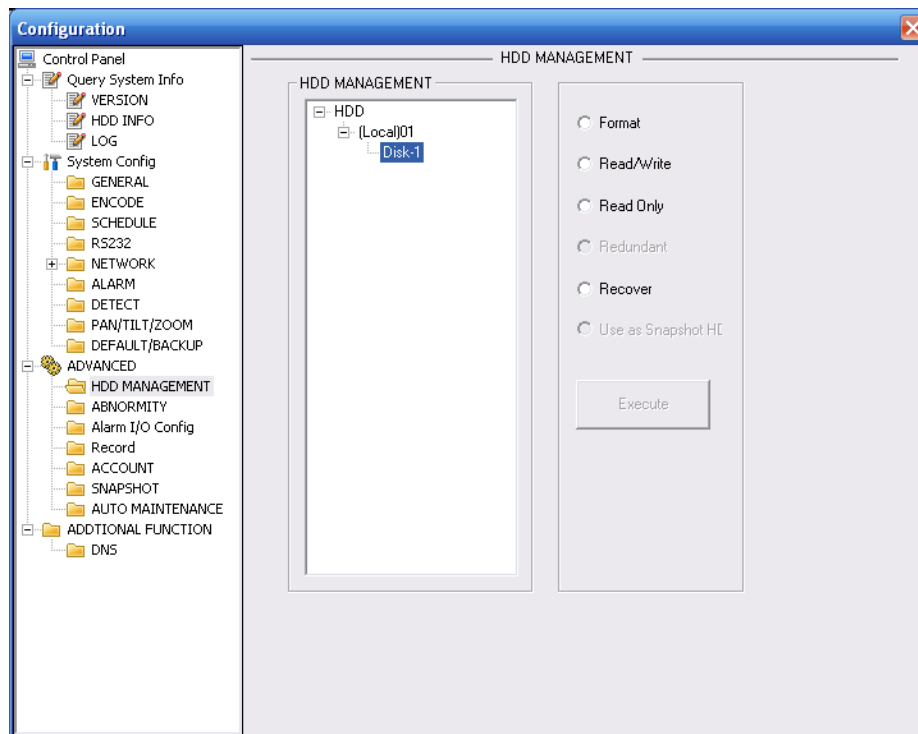 Configuration
Control Panel
Query System Info
VERSION
HDD INFO
LOG
System Config
GENERAL
ENCODE
SCHEDULE
RS232
NETWORK
ALARM
DETECT
PAN/TILT/ZOOM
DEFAULT/BACKUP
ADVANCED
HDD MANAGEMENT
ABNORMITY
Alarm I/O Config
Record
ACCOUNT
SNAPSHOT
AUTO MAINTENANCE
ADDTIONAL FUNCTION
DNS
HDD MANAGEMENT
HDD MANAGEMENT
HDD
(Local)01
Disk-1
Format
Read/Write
Read Only
Redundant
Recover
Use as Snapshot HD
Execute